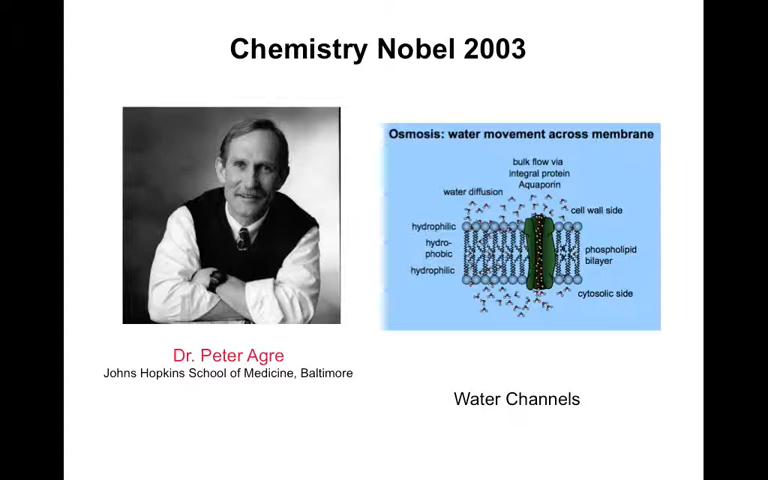 Chemistry Nobel 2003
Osmosis: water movement across membrane
bulk flow via
integral protein
Aquaporin
water diffusion
cell wall side
hydrophilic
hydro-
phobic
hydrophilic
phospholipid
bilayer
cytosolic side
Dr. Peter Agre
Johns Hopkins School of Medicine, Baltimore
Water Channels